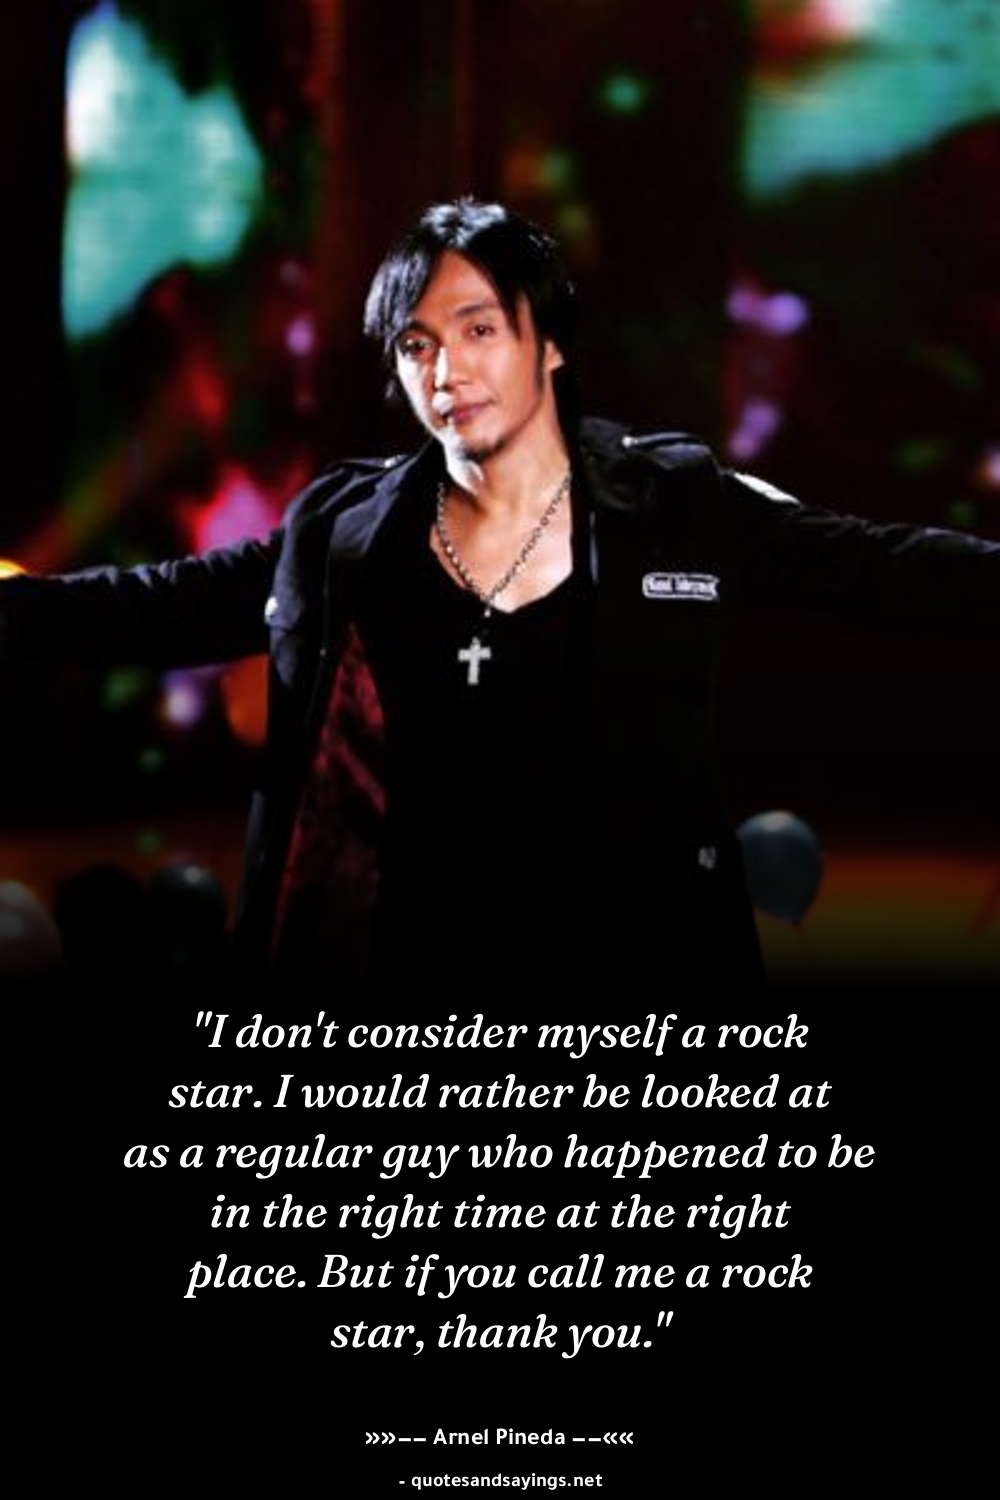 "I don't consider myself a rock
star. I would rather be looked at
as a regular guy who happened to be
in the right time at the right
place. But if you call me a rock
star, thank you."
»»−− Arnel Pineda −−««
- quotesandsayings.net